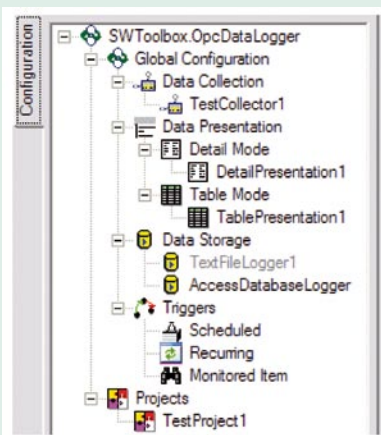 Configuration
SWToolbox.OpcDataLogger
Global Configuration
Data Collection
TestCollector1
Data Presentation
Detail Mode
DetailPresentation1
Table Mode
TablePresentation1
Data Storage
TextFileLogger1
AccessDatabaseLogger
Triggers
Scheduled
Recurring
Monitored Item
Projects
TestProject1